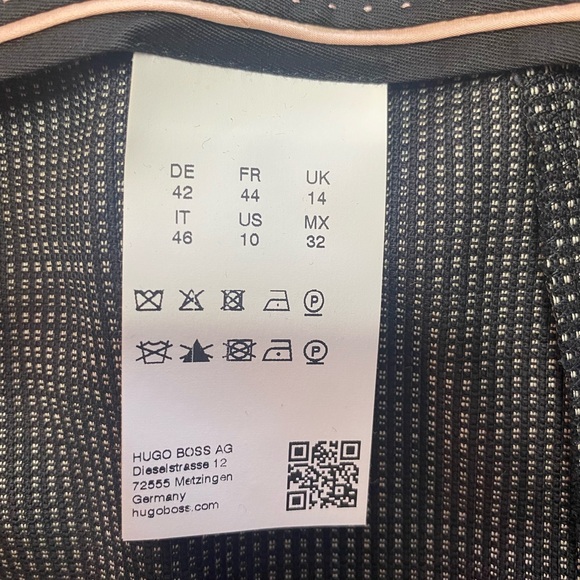 DE FR UK
42 44 14
IT US MX
46 10 32
P
P
HUGO BOSS AG
Dieselstrasse 12
72555 Metzingen
Germany
hugoboss.com